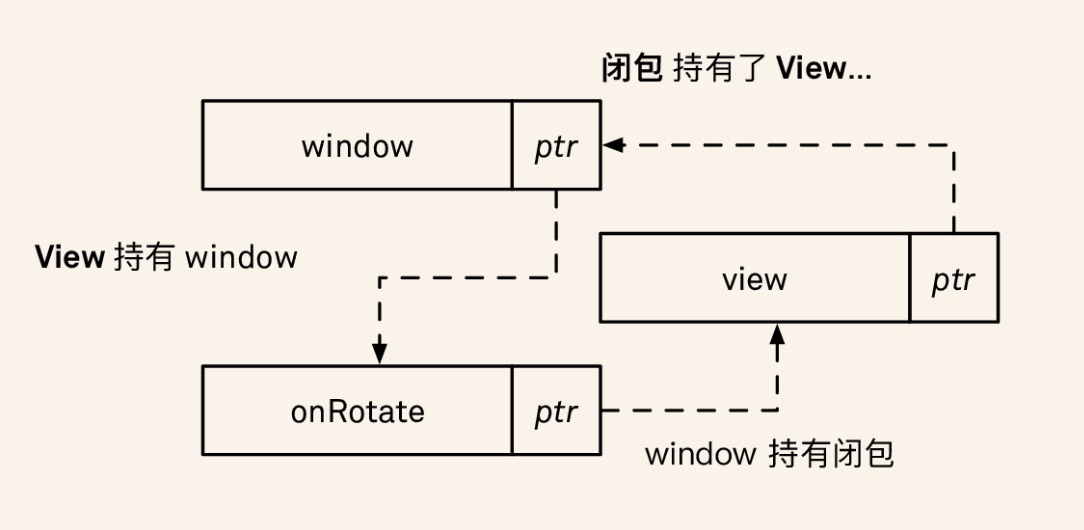 闭包 持有了 View...
window
ptr
View 持有 window
view
ptr
onRotate
ptr
window 持有闭包